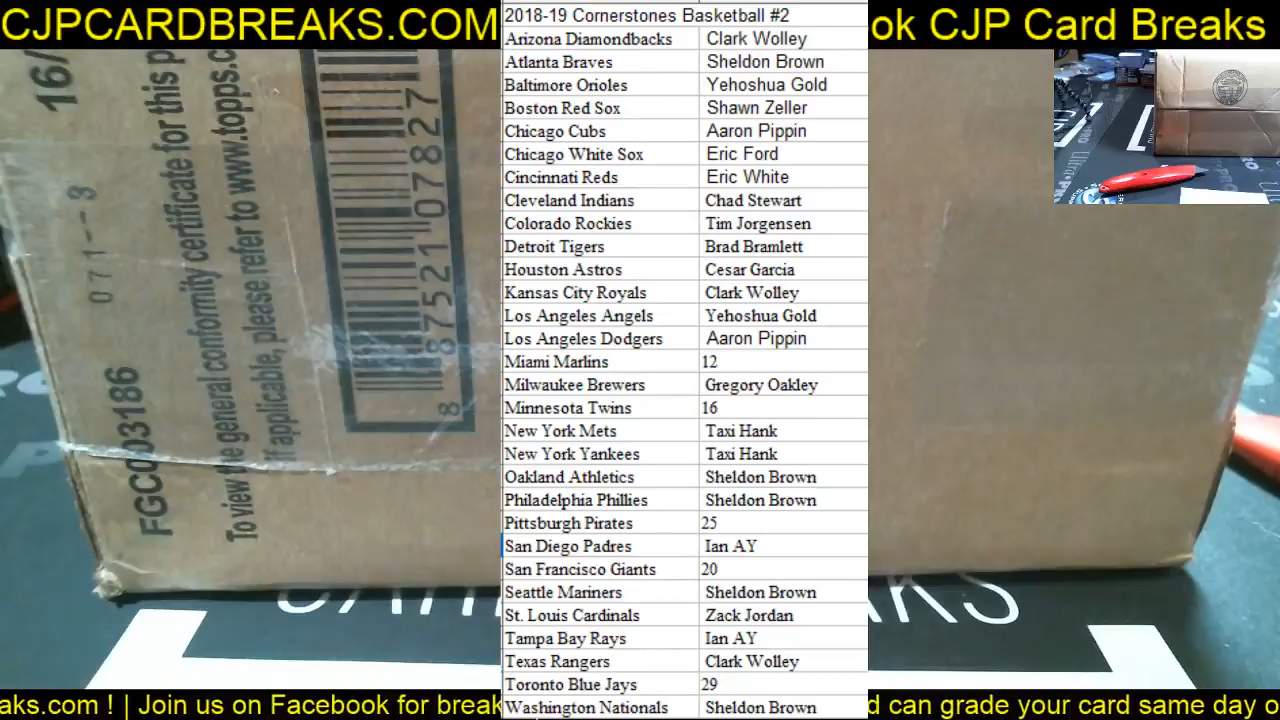 CJPCARDBREAKS.COM
ok CJP Card Breaks
2018-19 Cornerstones Basketball #2
Arizona Diamondbacks Clark Wolley
Atlanta Braves Sheldon Brown
Baltimore Orioles Yehoshua Gold
Boston Red Sox Shawn Zeller
Chicago Cubs Aaron Pippin
Chicago White Sox Eric Ford
Cincinnati Reds Eric White
Cleveland Indians Chad Stewart
Colorado Rockies Tim Jorgensen
Detroit Tigers Brad Bramlett
Houston Astros Cesar Garcia
Kansas City Royals Clark Wolley
Los Angeles Angels Yehoshua Gold
Los Angeles Dodgers Aaron Pippin
Miami Marlins 12
Milwaukee Brewers Gregory Oakley
Minnesota Twins 16
New York Mets Taxi Hank
New York Yankees Taxi Hank
Oakland Athletics Sheldon Brown
Philadelphia Phillies Sheldon Brown
Pittsburgh Pirates 25
San Diego Padres Ian AY
San Francisco Giants 20
Seattle Mariners Sheldon Brown
St. Louis Cardinals Zack Jordan
Tampa Bay Rays Ian AY
Texas Rangers Clark Wolley
Toronto Blue Jays 29
Washington Nationals Sheldon Brown
16/
071--3
FGC003186
To view the general conformity certificate for this p
If applicable, please refer to www.topps.c
8 87521 07827
aks.com ! | Join us on Facebook for break
d can grade your card same day o